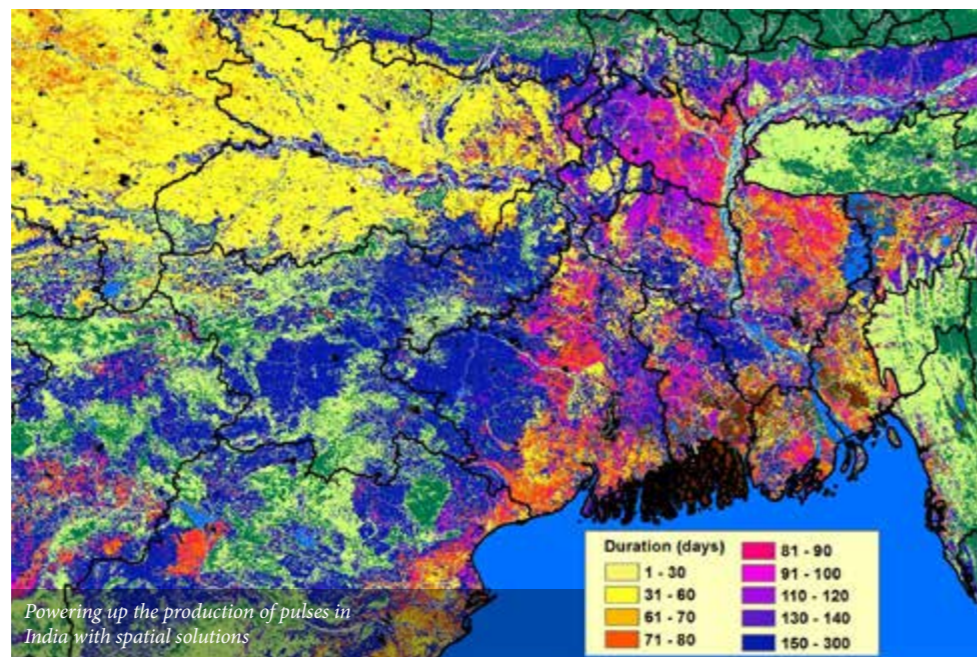 Duration (days)
1 - 30
31 - 60
61 - 70
71 - 80
81 - 90
91 - 100
110 - 120
130 - 140
150 - 300
Powering up the production of pulses in
India with spatial solutions